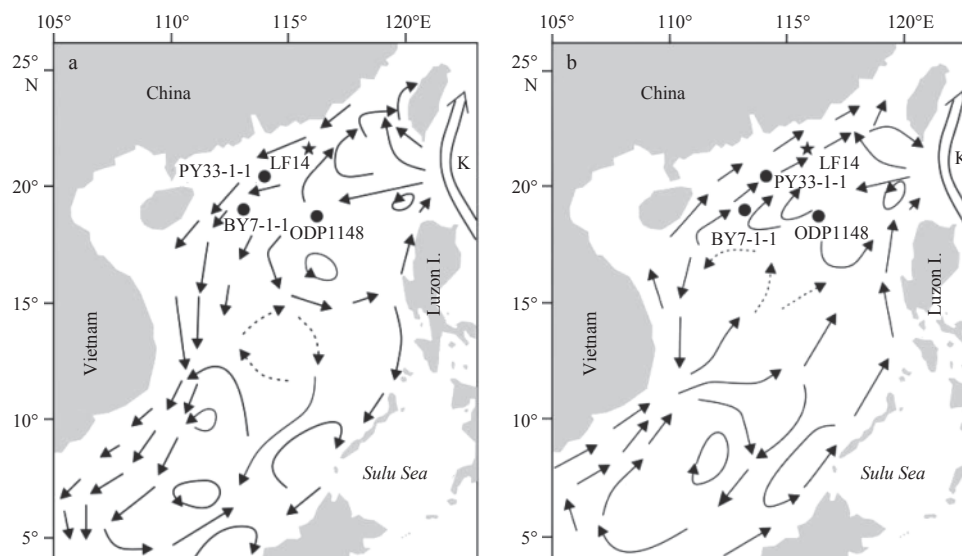 105° 110° 115° 120°E
25°
N
a
China
PY33-1-1
LF14
K
20°
BY7-1-1
ODP1148
15°
Vietnam
Luzon I.
10°
Sulu Sea
5°
105° 110° 115° 120°E
25°
N
b
China
LF14
K
PY33-1-1
20°
BY7-1-1
ODP1148
15°
Vietnam
Luzon I.
10°
Sulu Sea
5°